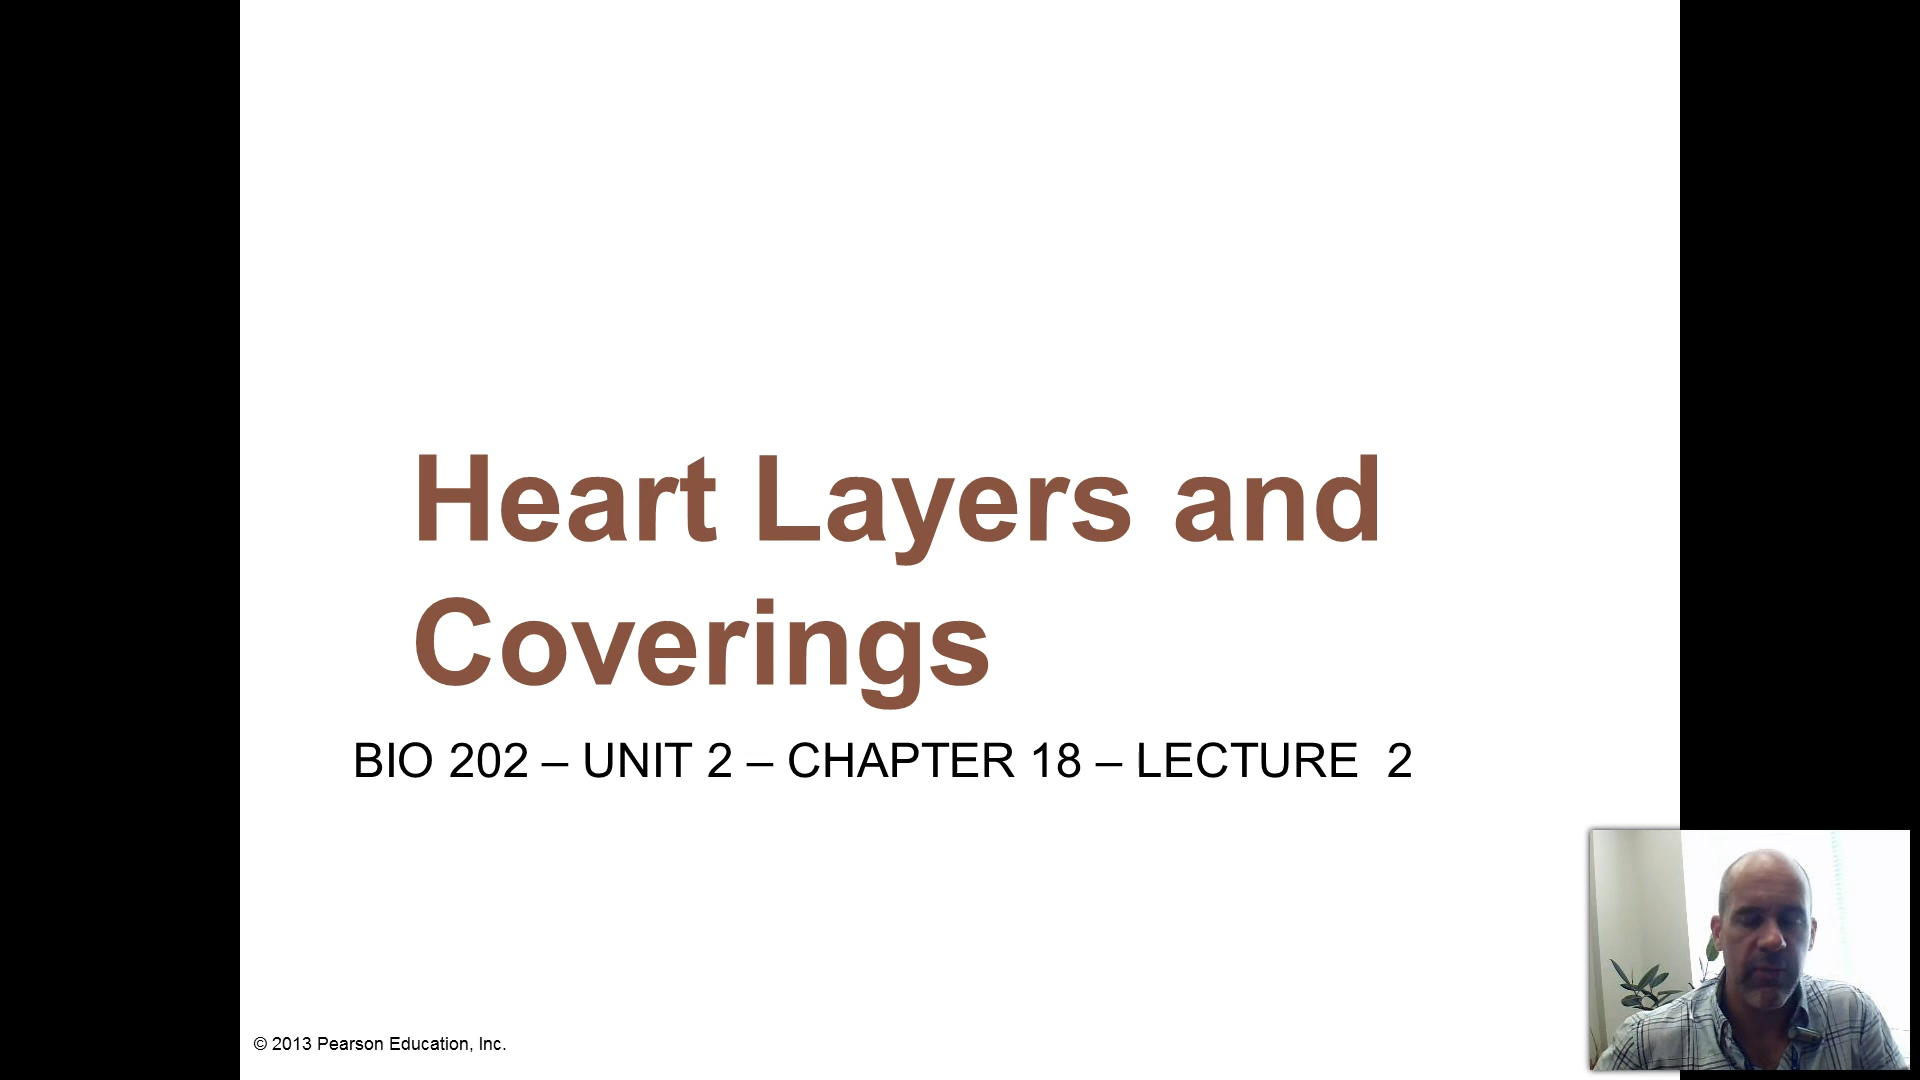 Heart Layers and
Coverings
BIO 202 – UNIT 2 – CHAPTER 18 – LECTURE  2
© 2013 Pearson Education, Inc.